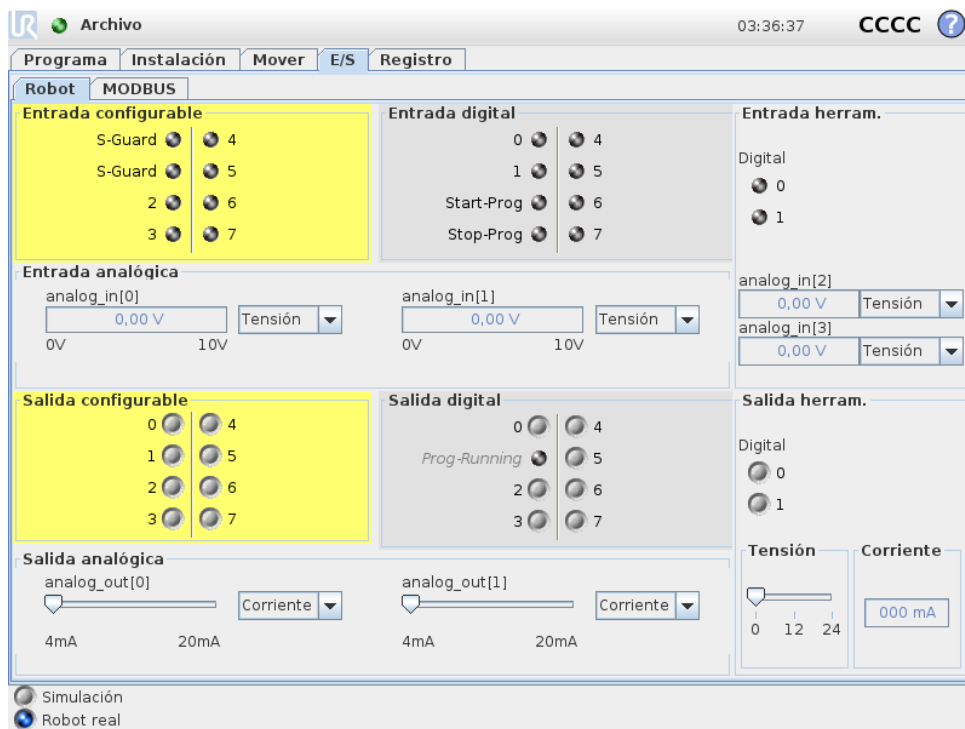 UR Archivo 03:36:37 CCCC ?
Programa Instalación Mover E/S Registro
Robot MODBUS
Entrada configurable
S-Guard 4
S-Guard 5
2 6
3 7
Entrada digital
0 4
1 5
Start-Prog 6
Stop-Prog 7
Entrada herram.
Digital
0
1
Entrada analógica
analog_in[0]
0,00 V Tensión
0V 10V
analog_in[1]
0,00 V Tensión
0V 10V
analog_in[2]
0,00 V Tensión
analog_in[3]
0,00 V Tensión
Salida configurable
0 4
1 5
2 6
3 7
Salida digital
0 4
Prog-Running 5
2 6
3 7
Salida herram.
Digital
0
1
Salida analógica
analog_out[0]
Corriente
4mA 20mA
analog_out[1]
Corriente
4mA 20mA
Tensión
0 12 24
Corriente
000 mA
Simulación
Robot real